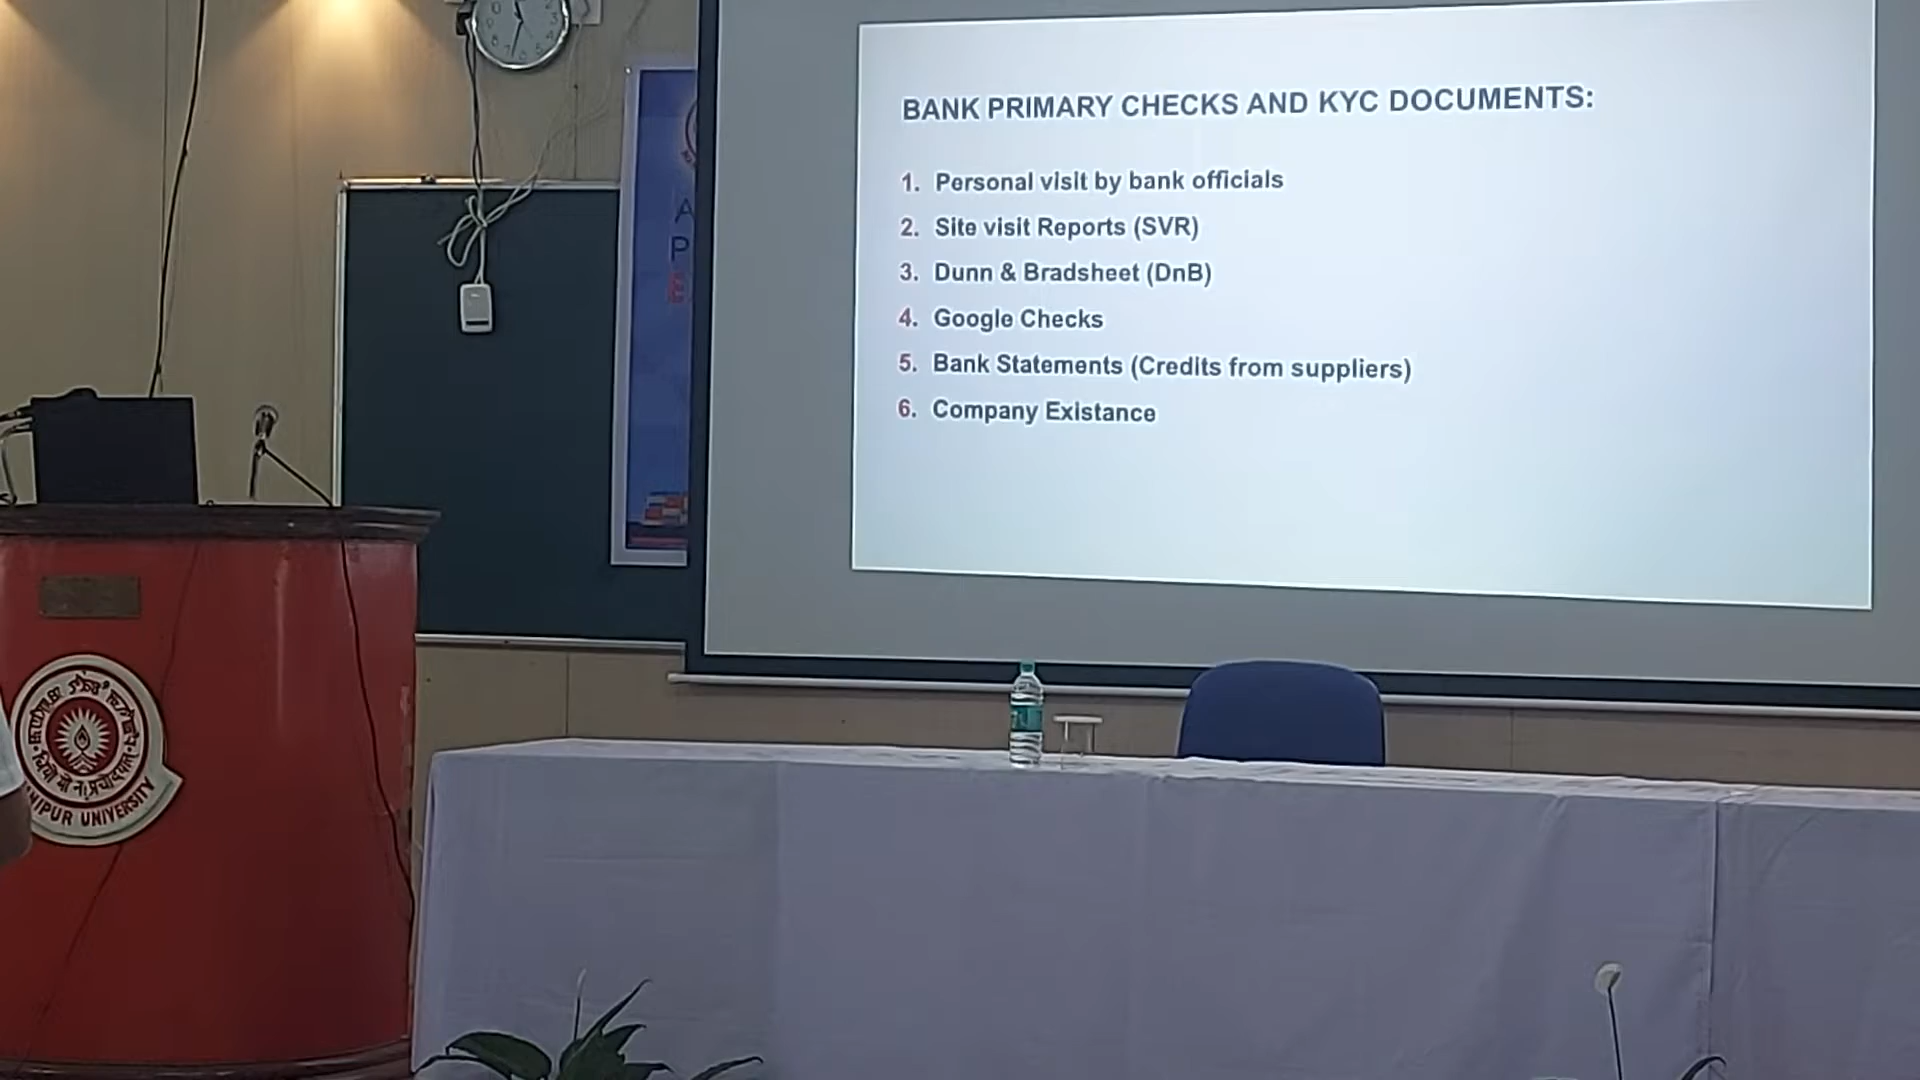 BANK PRIMARY CHECKS AND KYC DOCUMENTS:
1. Personal visit by bank officials
2. Site visit Reports (SVR)
3. Dunn & Bradsheet (DnB)
4. Google Checks
5. Bank Statements (Credits from suppliers)
6. Company Existance
UNIVERSITY